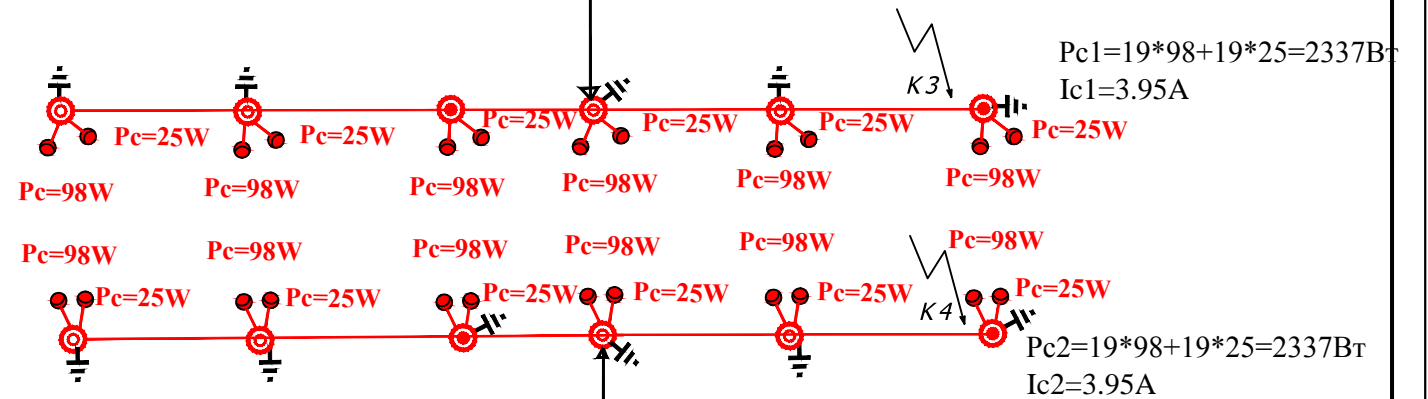 Pc1=19*98+19*25=2337Вт
Ic1=3.95A
K3
Pc=25W Pc=25W Pc=25W Pc=25W Pc=25W Pc=25W
Pc=98W Pc=98W Pc=98W Pc=98W Pc=98W Pc=98W
Pc=98W Pc=98W Pc=98W Pc=98W Pc=98W Pc=98W
Pc=25W Pc=25W Pc=25W Pc=25W Pc=25W Pc=25W
K4
Pc2=19*98+19*25=2337Вт
Ic2=3.95A